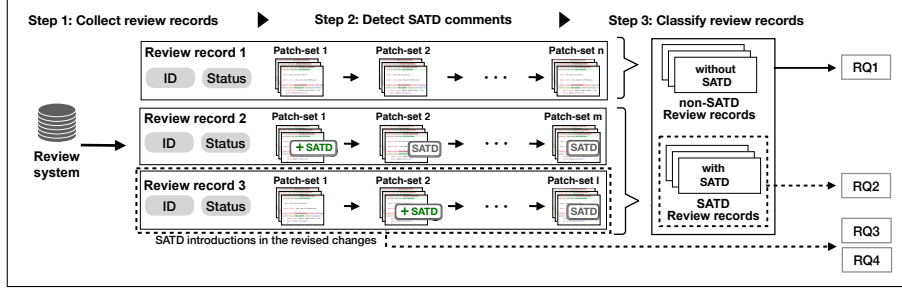 Step 1: Collect review records
Step 2: Detect SATD comments
Step 3: Classify review records
Review record 1
ID
Status
Patch-set 1
Patch-set 2
Patch-set n
. . .
Review record 2
ID
Status
Patch-set 1
Patch-set 2
Patch-set m
+ SATD
SATD
. . .
SATD
Review record 3
ID
Status
Patch-set 1
Patch-set 2
Patch-set l
+ SATD
. . .
SATD
SATD introductions in the revised changes
Review
system
without
SATD
non-SATD
Review records
with
SATD
SATD
Review records
RQ1
RQ2
RQ3
RQ4